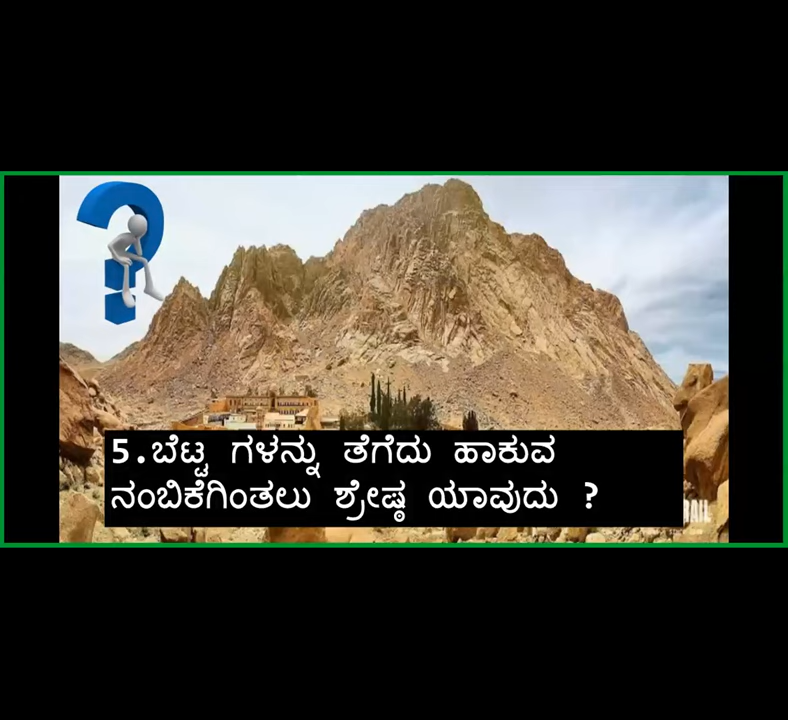 5.ಬೆಟ್ಟ ಗಳನ್ನು ತೆಗೆದು ಹಾಕುವ
ನಂಬಿಕೆಗಿಂತಲು ಶ್ರೇಷ್ಠ ಯಾವುದು ?